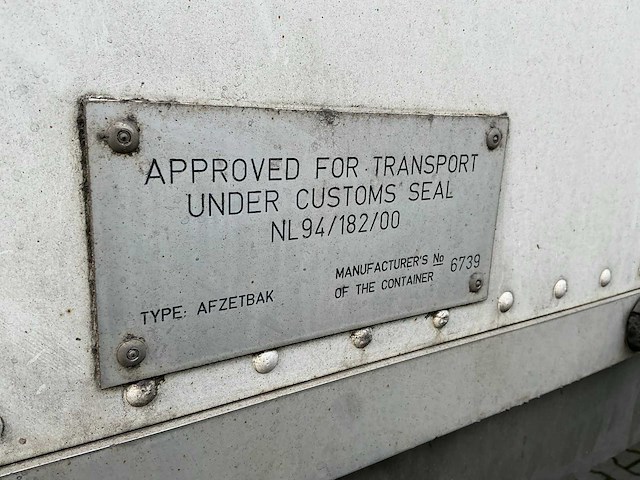 APPROVED FOR TRANSPORT
UNDER CUSTOMS SEAL
NL94/182/00
MANUFACTURER'S No 6739
OF THE CONTAINER
TYPE: AFZETBAK